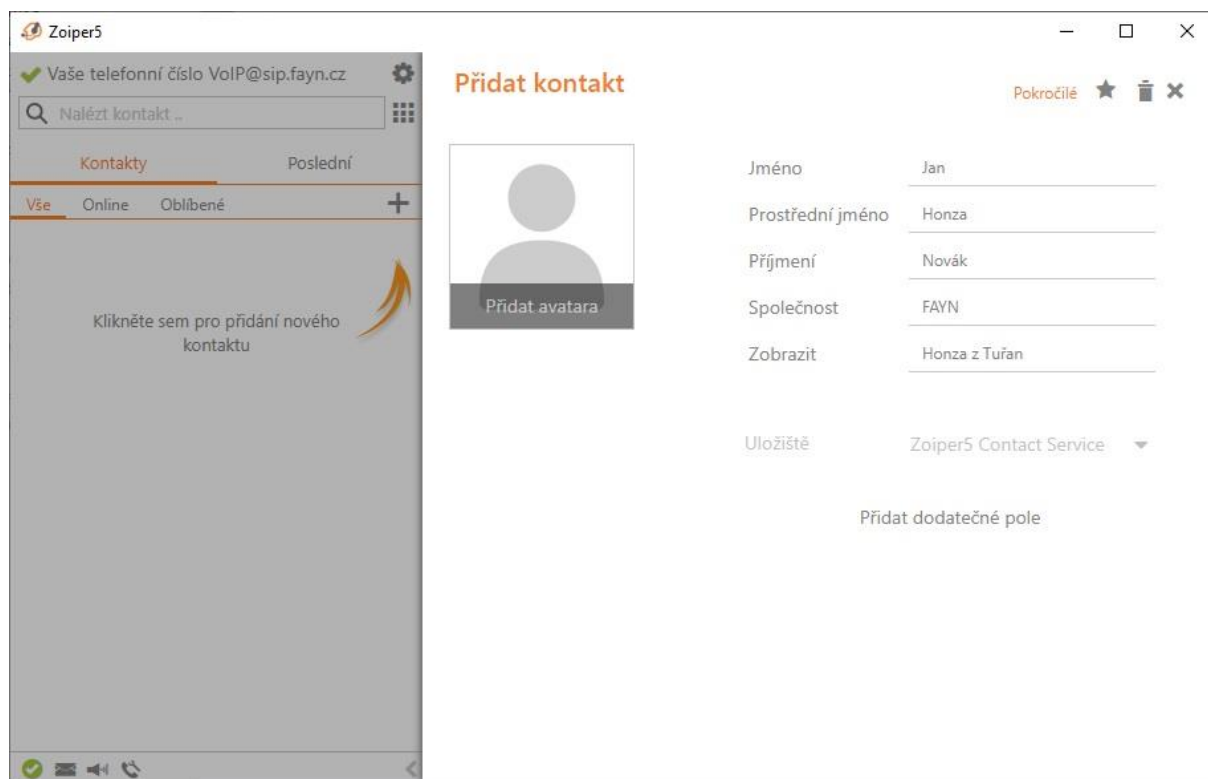 Zoiper5
Vaše telefonní číslo VoIP@sip.fayn.cz
Nalézt kontakt ..
Kontakty Poslední
Vše Online Oblíbené
Klikněte sem pro přidání nového
kontaktu
Přidat kontakt
Pokročilé
Přidat avatara
Jméno Jan
Prostřední jméno Honza
Příjmení Novák
Společnost FAYN
Zobrazit Honza z Tuřan
Uložiště Zoiper5 Contact Service
Přidat dodatečné pole